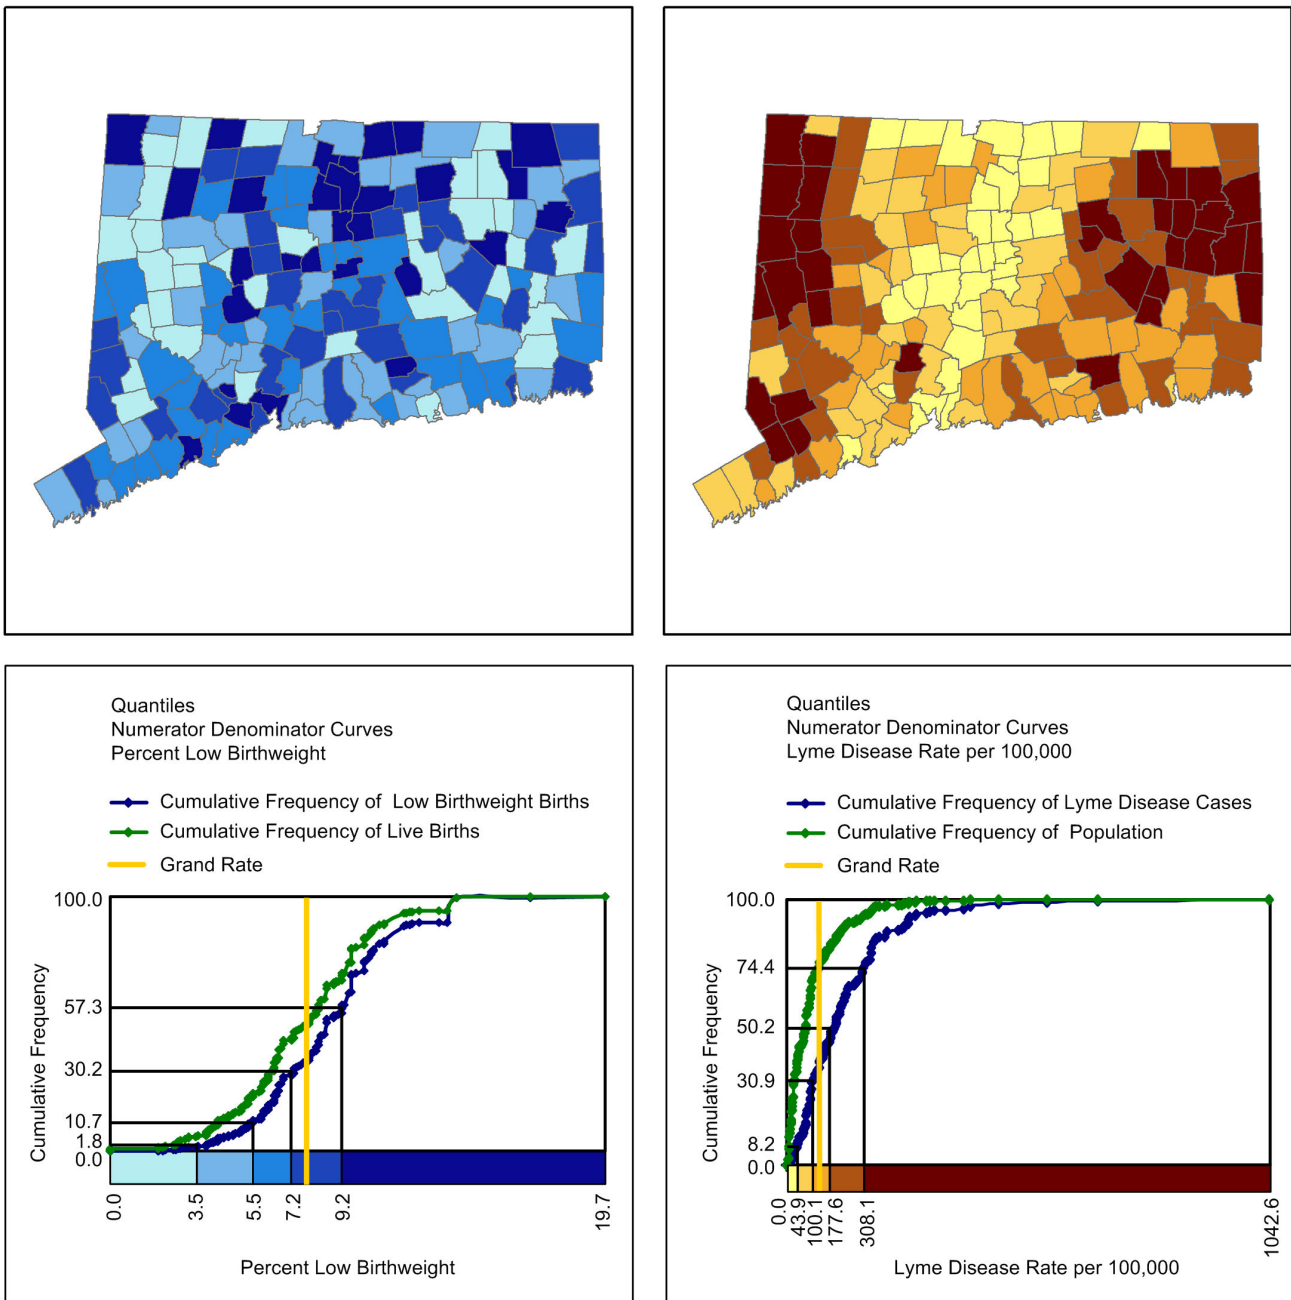 Quantiles
Numerator Denominator Curves
Percent Low Birthweight
Cumulative Frequency of Low Birthweight Births
Cumulative Frequency of Live Births
Grand Rate
100.0
57.3
30.2
10.7
1.8
0.0
Cumulative Frequency
0.0
3.5
5.5
7.2
9.2
19.7
Percent Low Birthweight
Quantiles
Numerator Denominator Curves
Lyme Disease Rate per 100,000
Cumulative Frequency of Lyme Disease Cases
Cumulative Frequency of Population
Grand Rate
100.0
74.4
50.2
30.9
8.2
0.0
Cumulative Frequency
0.0
43.9
100.1
177.6
308.1
1042.6
Lyme Disease Rate per 100,000